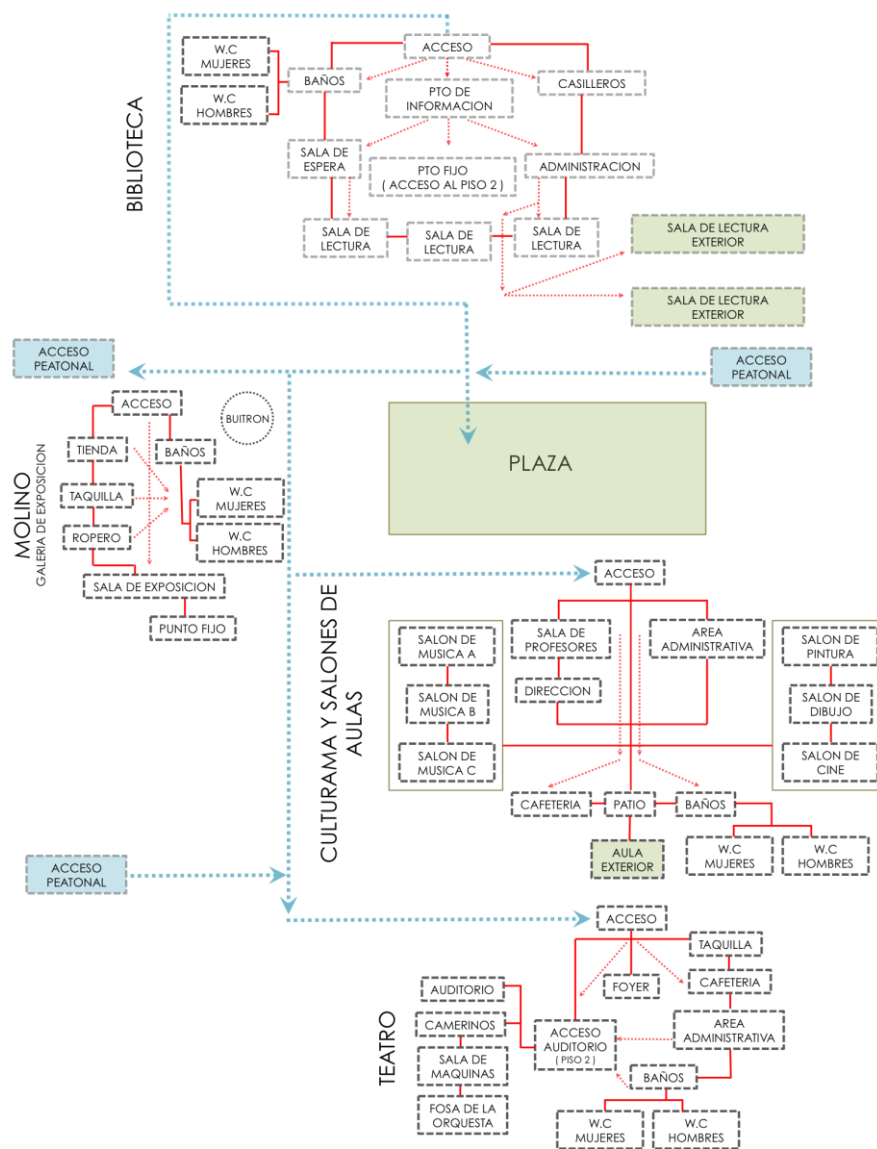 BIBLIOTECA
ACCESO
W.C
MUJERES
W.C
HOMBRES
BAÑOS
PTO DE
INFORMACION
CASILLEROS
SALA DE
ESPERA
PTO FIJO
( ACCESO AL PISO 2 )
ADMINISTRACION
SALA DE
LECTURA
SALA DE
LECTURA
SALA DE
LECTURA
SALA DE LECTURA
EXTERIOR
SALA DE LECTURA
EXTERIOR
ACCESO
PEATONAL
ACCESO
PEATONAL
PLAZA
MOLINO
GALERIA DE EXPOSICION
ACCESO
BUITRON
TIENDA
BAÑOS
TAQUILLA
W.C
MUJERES
ROPERO
W.C
HOMBRES
SALA DE EXPOSICION
PUNTO FIJO
CULTURAMA Y SALONES DE
AULAS
ACCESO
SALON DE
MUSICA A
SALA DE
PROFESORES
AREA
ADMINISTRATIVA
SALON DE
PINTURA
SALON DE
MUSICA B
DIRECCION
SALON DE
DIBUJO
SALON DE
MUSICA C
SALON DE
CINE
CAFETERIA
PATIO
BAÑOS
AULA
EXTERIOR
W.C
MUJERES
W.C
HOMBRES
ACCESO
PEATONAL
TEATRO
ACCESO
TAQUILLA
AUDITORIO
FOYER
CAFETERIA
CAMERINOS
ACCESO
AUDITORIO
( PISO 2 )
AREA
ADMINISTRATIVA
SALA DE
MAQUINAS
BAÑOS
FOSA DE LA
ORQUESTA
W.C
MUJERES
W.C
HOMBRES